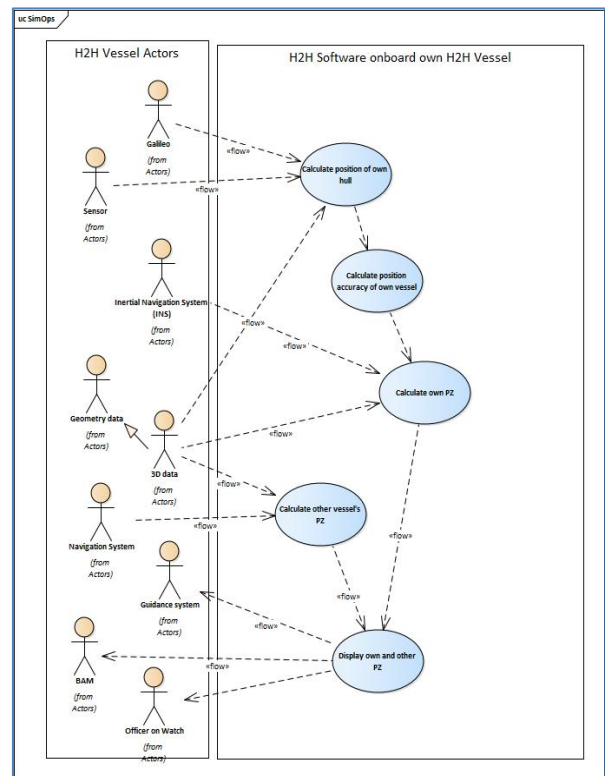 uc SimOps
H2H Vessel Actors
H2H Software onboard own H2H Vessel
Galileo
(from
Actors)
«flow»
Calculate position of own
hull
Sensor
(from
Actors)
«flow»
Calculate position
accuracy of own vessel
Inertial Navigation System
(INS)
(from
Actors)
«flow»
«flow»
Calculate own PZ
Geometry data
(from
Actors)
«flow»
3D data
(from
Actors)
«flow»
Calculate other vessel's
PZ
Navigation System
(from
Actors)
«flow»
«flow»
Guidance system
(from
Actors)
«flow»
«flow»
Display own and other
PZ
BAM
(from
Actors)
«flow»
Officer on Watch
(from
Actors)